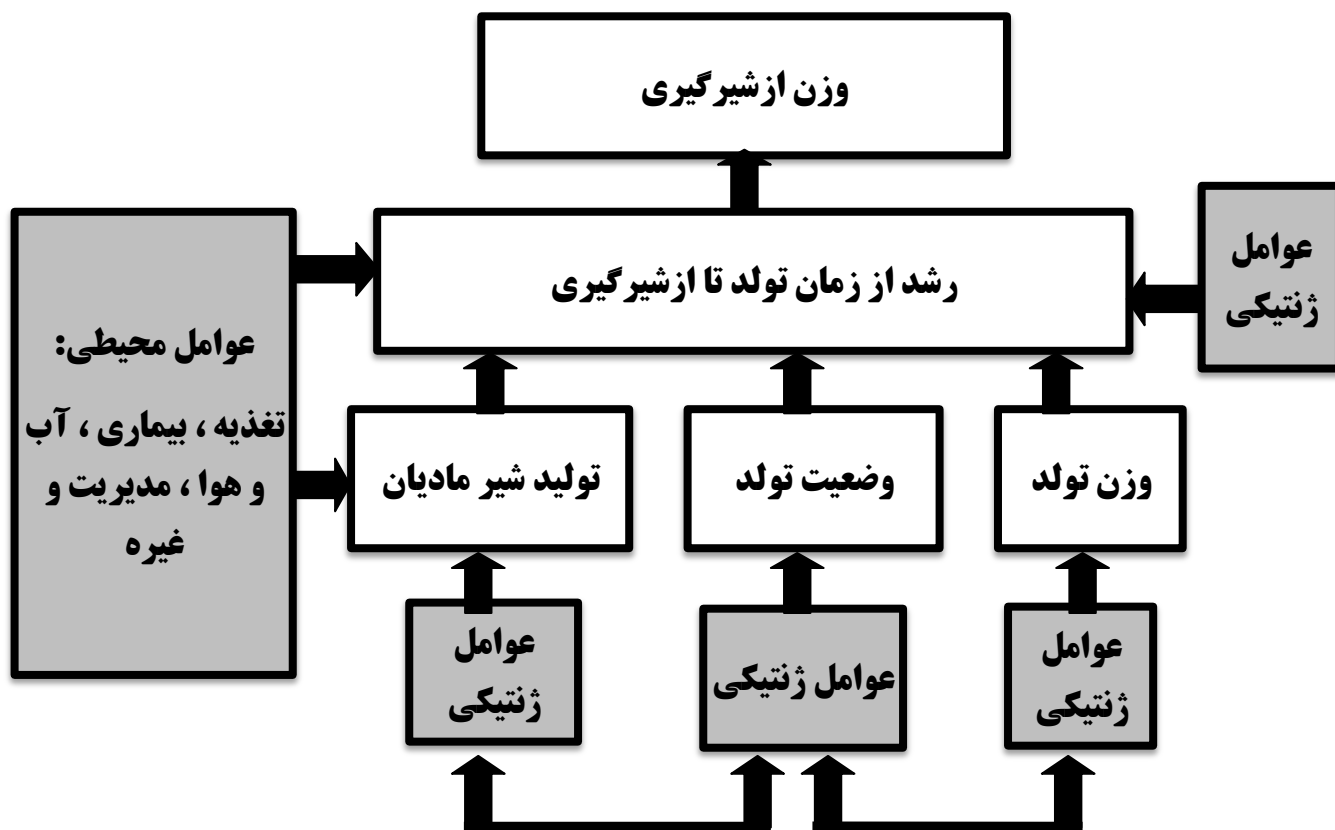 وزن ازشیرگیری
رشد از زمان تولد تا ازشیرگیری
عوامل
ژنتیکی
عوامل محیطی:
تغذیه ، بیماری ، آب
و هوا ، مدیریت و
غیره
وزن تولد
وضعیت تولد
تولید شیر مادیان
عوامل
ژنتیکی
عوامل ژنتیکی
عوامل
ژنتیکی